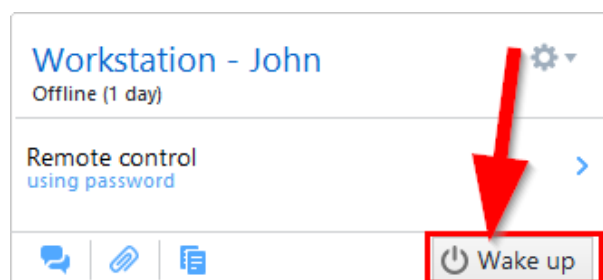 Workstation - John
Offline (1 day)
Remote control
using password
Wake up